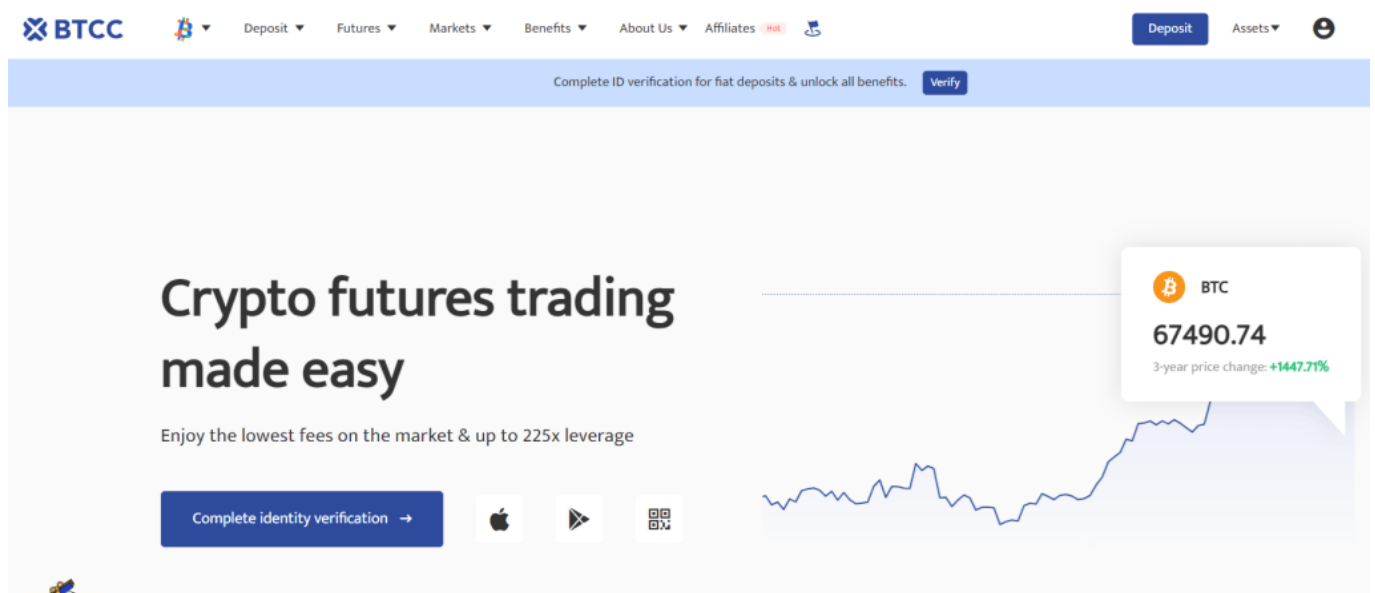 BTCC
Deposit
Futures
Markets
Benefits
About Us
Affiliates
Hot
Deposit
Assets
Complete ID verification for fiat deposits & unlock all benefits.
Verify
Crypto futures trading
made easy
Enjoy the lowest fees on the market & up to 225x leverage
Complete identity verification →
BTC
67490.74
3-year price change: +1447.71%